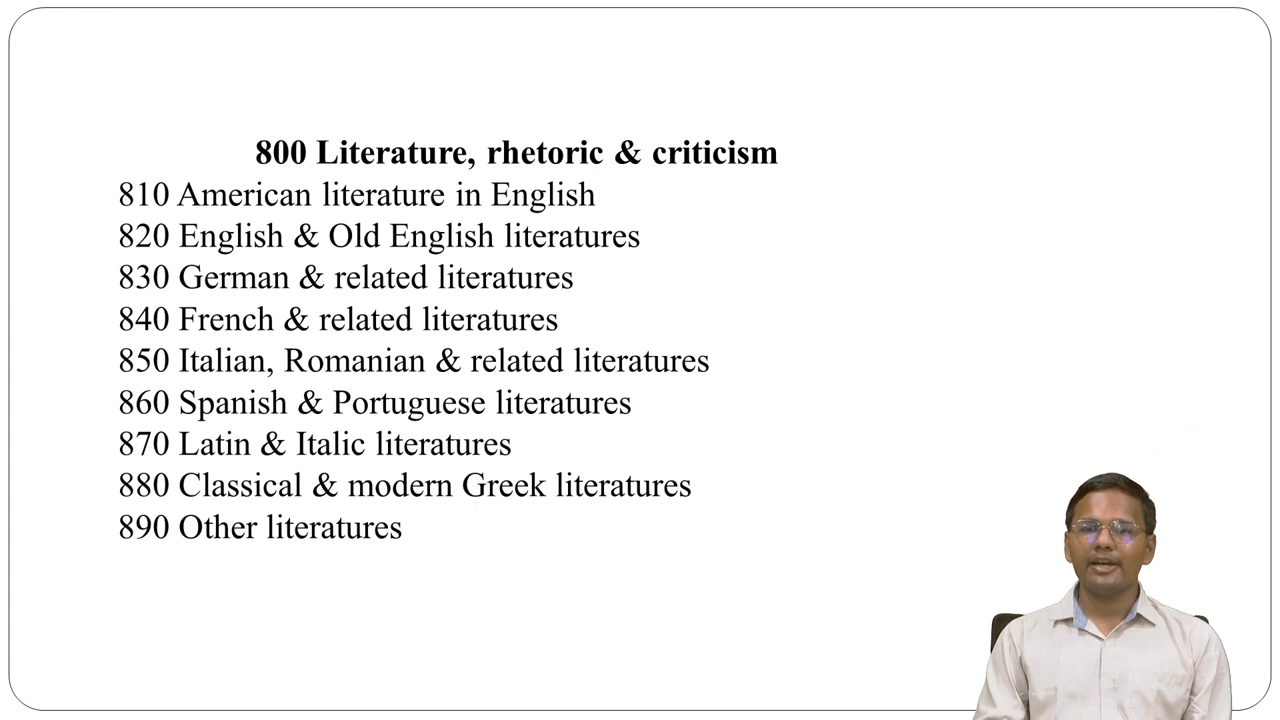 800 Literature, rhetoric & criticism
810 American literature in English
820 English & Old English literatures
830 German & related literatures
840 French & related literatures
850 Italian, Romanian & related literatures
860 Spanish & Portuguese literatures
870 Latin & Italic literatures
880 Classical & modern Greek literatures
890 Other literatures